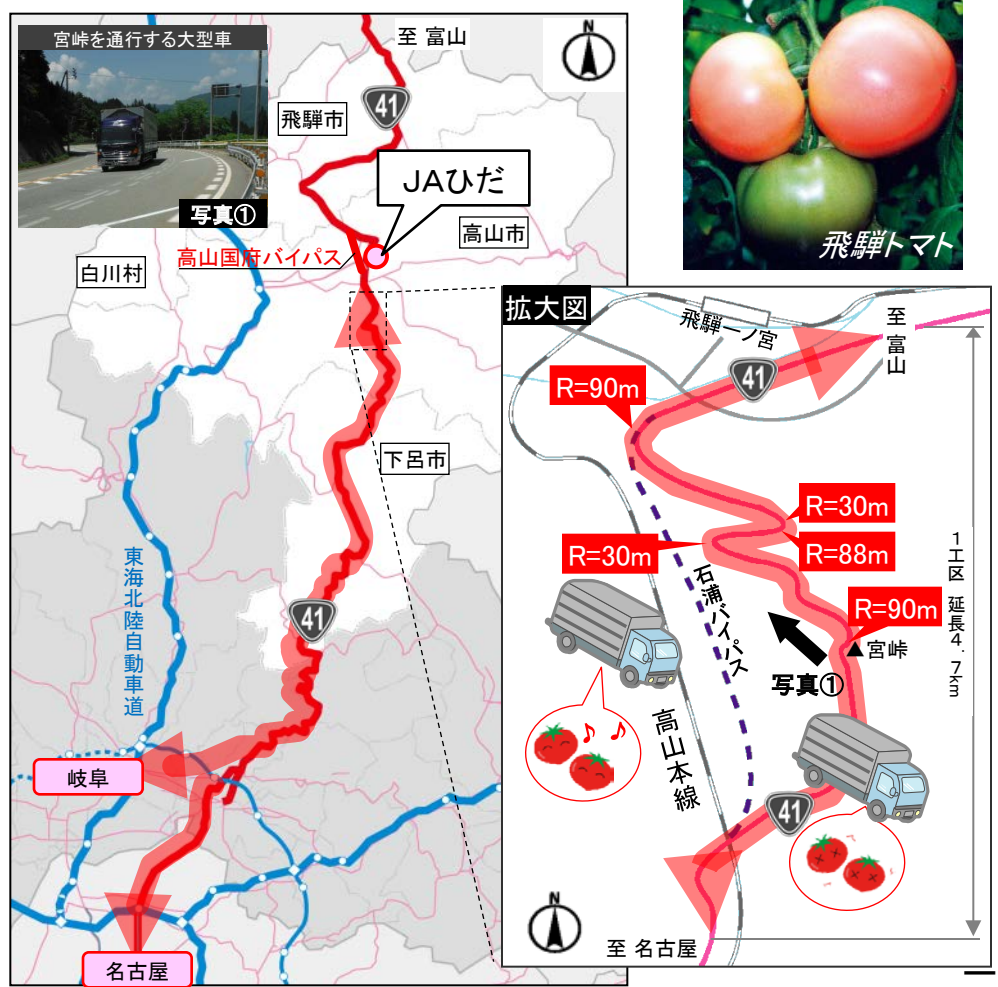 宮峠を通行する大型車
写真①
至 富山
N
41
飛騨市
JAひだ
高山市
高山国府バイパス
白川村
下呂市
41
東海北陸自動車道
岐阜
名古屋
飛騨トマト
拡大図
飛騨一ノ宮
至 富山
41
R=90m
R=30m
R=88m
R=30m
R=90m
石浦バイパス
宮峠
写真①
高山本線
41
1工区 延長4.7km
N
至 名古屋